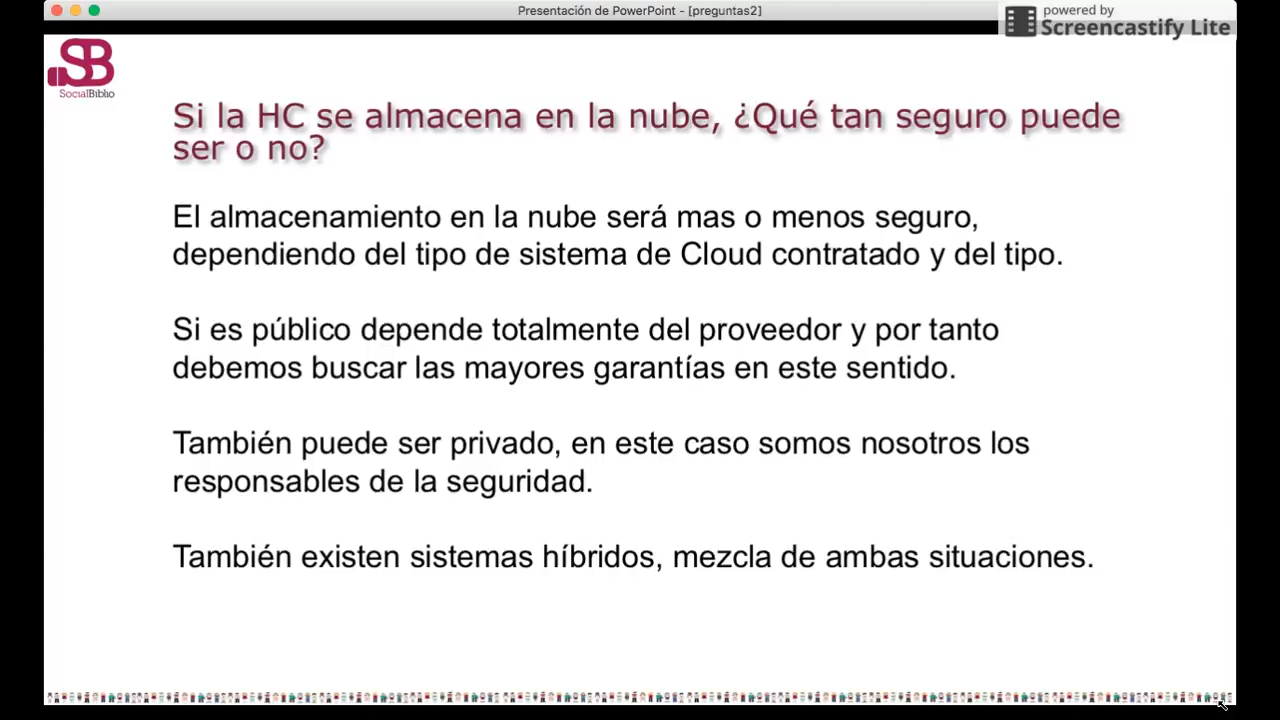 Presentación de PowerPoint - [preguntas2]
powered by
Screencastify Lite
SB
SocialBiblio
Si la HC se almacena en la nube, ¿Qué tan seguro puede
ser o no?
El almacenamiento en la nube será mas o menos seguro,
dependiendo del tipo de sistema de Cloud contratado y del tipo.
Si es público depende totalmente del proveedor y por tanto
debemos buscar las mayores garantías en este sentido.
También puede ser privado, en este caso somos nosotros los
responsables de la seguridad.
También existen sistemas híbridos, mezcla de ambas situaciones.